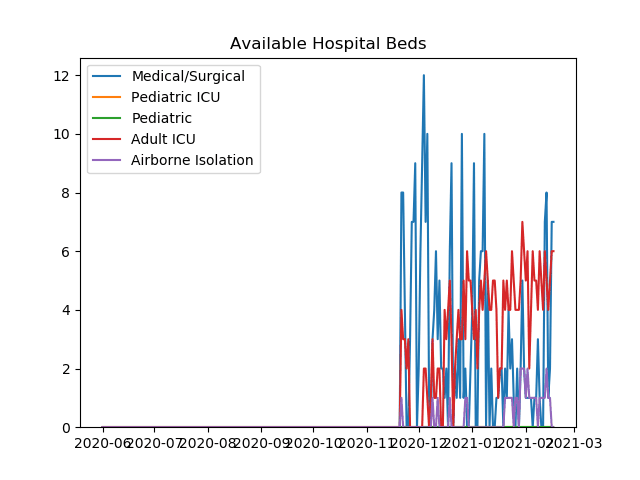 Available Hospital Beds
Medical/Surgical
Pediatric ICU
Pediatric
Adult ICU
Airborne Isolation
12
10
8
6
4
2
0
2020-06 2020-07 2020-08 2020-09 2020-10 2020-11 2020-12 2021-01 2021-02 2021-03